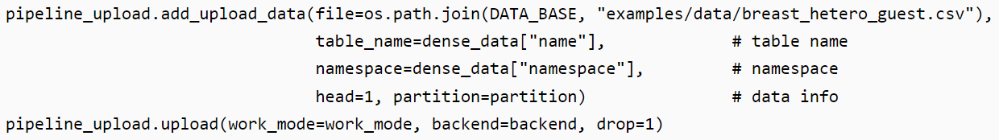 pipeline_upload.add_upload_data(file=os.path.join(DATA_BASE, "examples/data/breast_hetero_guest.csv"),
                                table_name=dense_data["name"],             # table name
                                namespace=dense_data["namespace"],         # namespace
                                head=1, partition=partition)               # data info
pipeline_upload.upload(work_mode=work_mode, backend=backend, drop=1)